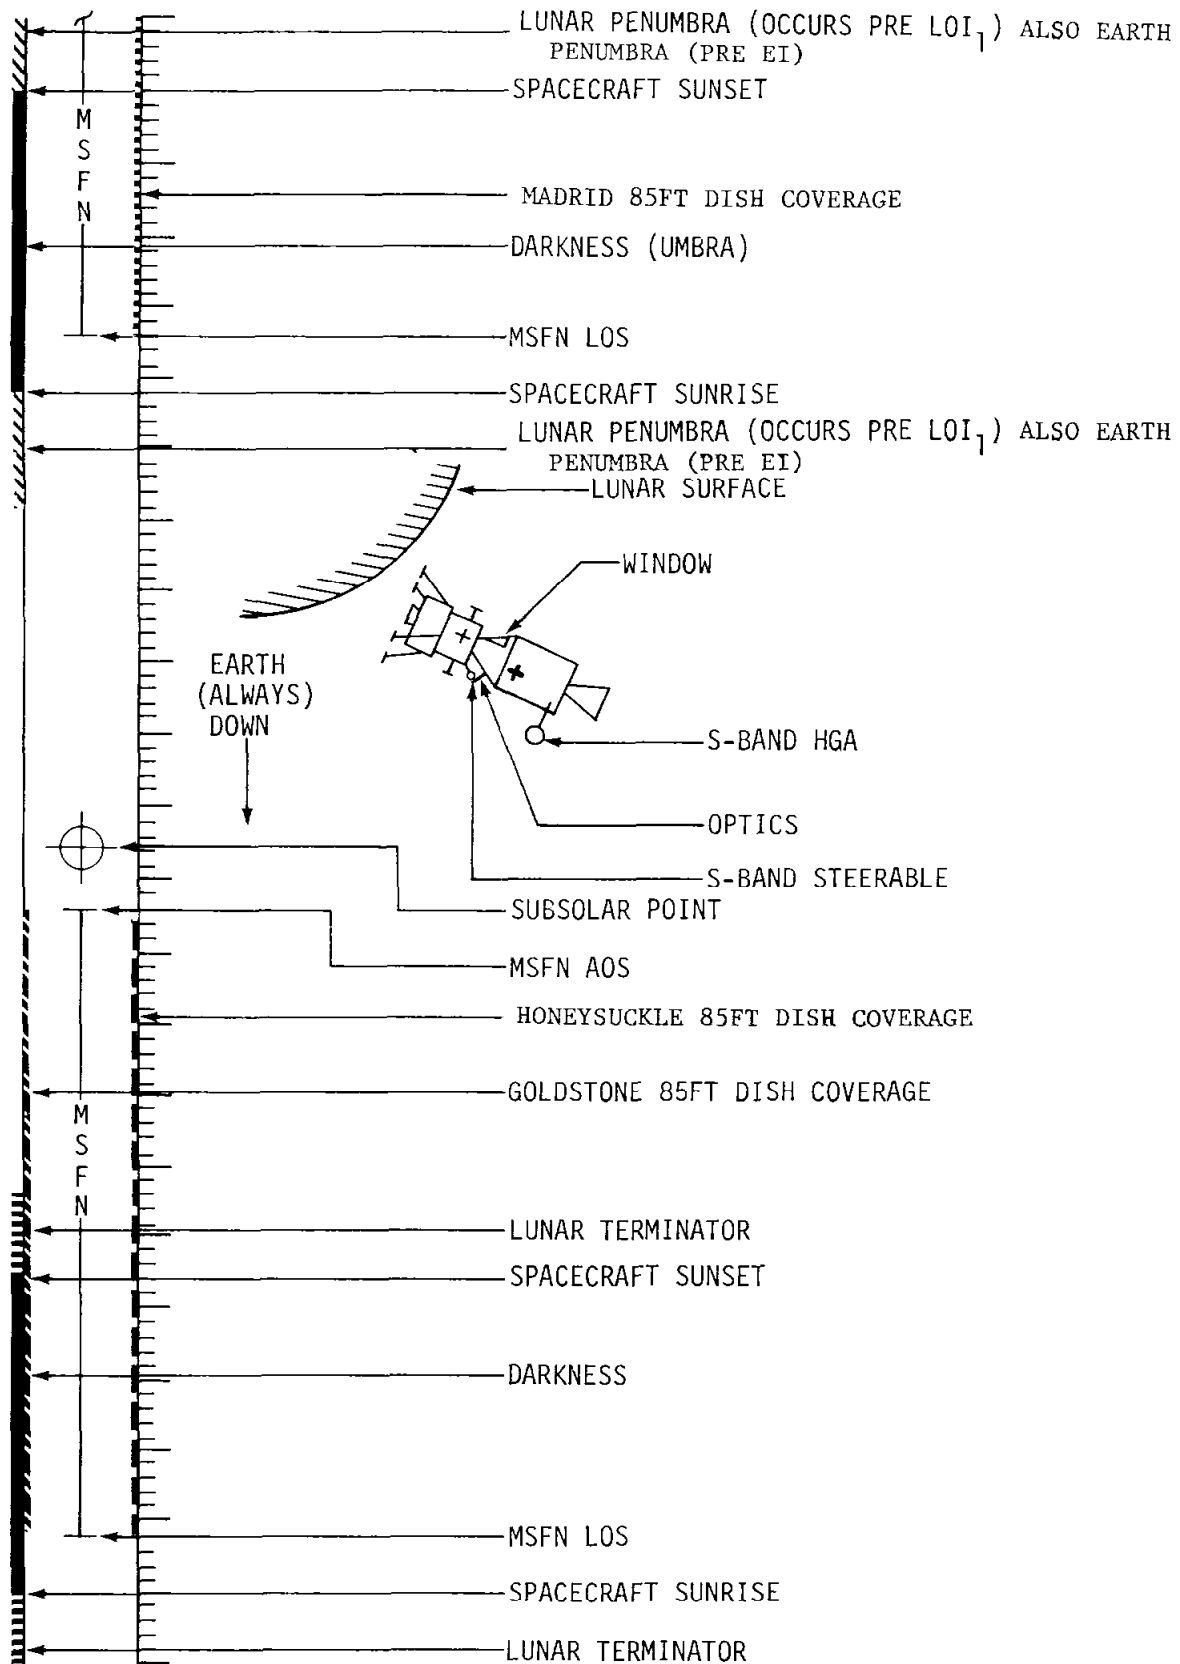 LUNAR PENUMBRA (OCCURS PRE LOI1) ALSO EARTH
PENUMBRA (PRE EI)
SPACECRAFT SUNSET
MSFN
MADRID 85FT DISH COVERAGE
DARKNESS (UMBRA)
MSFN LOS
SPACECRAFT SUNRISE
LUNAR PENUMBRA (OCCURS PRE LOI1) ALSO EARTH
PENUMBRA (PRE EI)
LUNAR SURFACE
WINDOW
EARTH
(ALWAYS)
DOWN
S-BAND HGA
OPTICS
S-BAND STEERABLE
SUBSOLAR POINT
MSFN AOS
HONEYSUCKLE 85FT DISH COVERAGE
GOLDSTONE 85FT DISH COVERAGE
MSFN
LUNAR TERMINATOR
SPACECRAFT SUNSET
DARKNESS
MSFN LOS
SPACECRAFT SUNRISE
LUNAR TERMINATOR